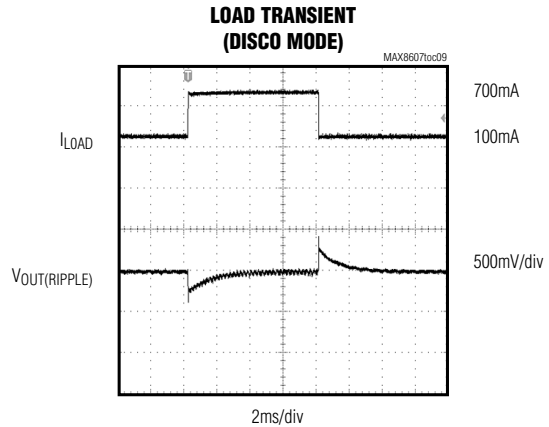 LOAD TRANSIENT
(DISCO MODE)
MAX8607toc09
T
700mA
ILOAD
100mA
500mV/div
VOUT(RIPPLE)
2ms/div